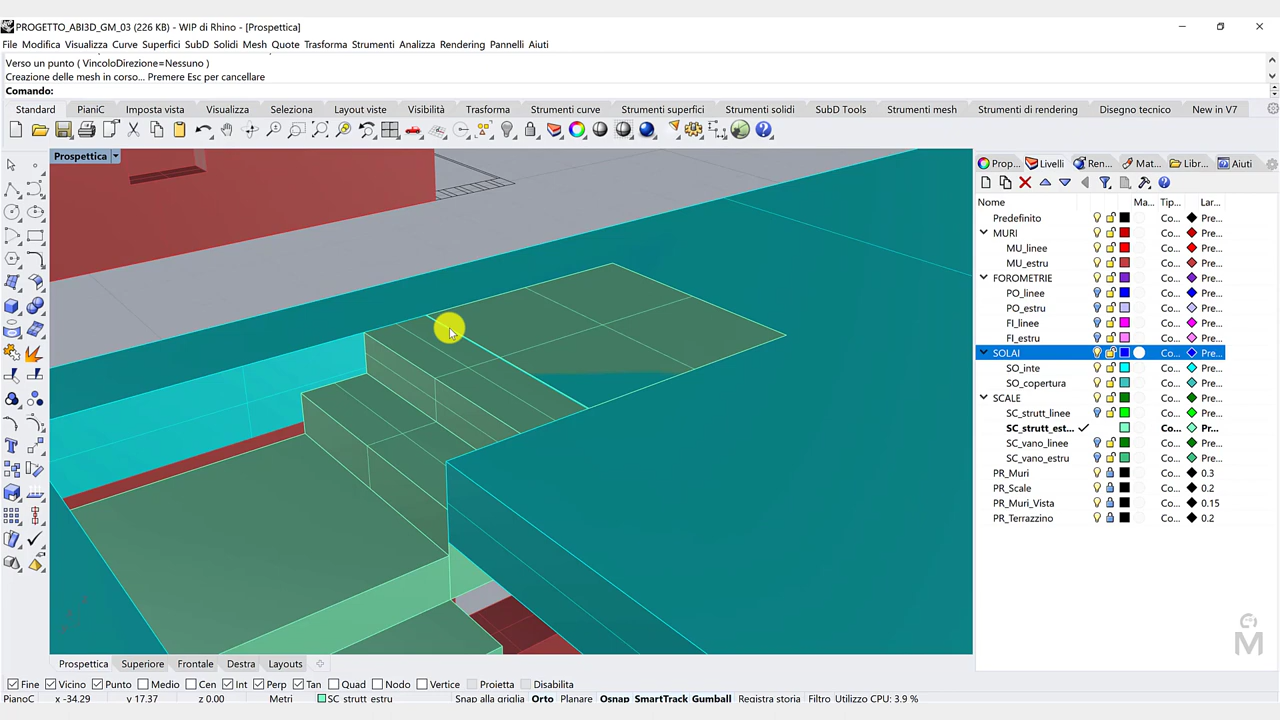 PROGETTO_ABI3D_GM_03 (226 KB) - WIP di Rhino - [Prospettica]
File Modifica Visualizza Curve Superfici SubD Solidi Mesh Quote Trasforma Strumenti Analizza Rendering Pannelli Aiuti
Verso un punto ( VincoloDirezione=Nessuno )
Creazione delle mesh in corso... Premere Esc per cancellare
Comando:
Standard PianiC Imposta vista Visualizza Seleziona Layout viste Visibilità Trasforma Strumenti curve Strumenti superfici Strumenti solidi SubD Tools Strumenti mesh Strumenti di rendering Disegno tecnico New in V7
Prospettica
Prop... Livelli Ren... Mat... Libr... Aiuti
Nome Ma... Tip... Lar...
Predefinito Co... Pre...
MURI Co... Pre...
MU_linee Co... Pre...
MU_estru Co... Pre...
FOROMETRIE Co... Pre...
PO_linee Co... Pre...
PO_estru Co... Pre...
FI_linee Co... Pre...
FI_estru Co... Pre...
SOLAI Co... Pre...
SO_inte Co... Pre...
SO_copertura Co... Pre...
SCALE Co... Pre...
SC_strutt_linee Co... Pre...
SC_strutt_est... Co... Pr...
SC_vano_linee Co... Pre...
SC_vano_estru Co... Pre...
PR_Muri Co... 0.3
PR_Scale Co... 0.2
PR_Muri_Vista Co... 0.15
PR_Terrazzino Co... 0.2
M
Prospettica Superiore Frontale Destra Layouts
Fine Vicino Punto Medio Cen Int Perp Tan Quad Nodo Vertice Proietta Disabilita
PianoC x -34.29 y 17.37 z 0.00 Metri SC_strutt_estru Snap alla griglia Orto Planare Osnap SmartTrack Gumball Registra storia Filtro Utilizzo CPU: 3.9 %